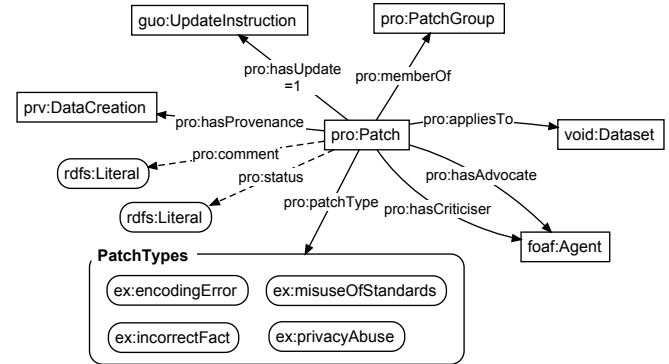 guo:UpdateInstruction
pro:PatchGroup
pro:hasUpdate
=1
pro:memberOf
prv:DataCreation
pro:hasProvenance
pro:Patch
pro:appliesTo
void:Dataset
pro:comment
rdfs:Literal
pro:status
pro:hasAdvocate
pro:patchType
pro:hasCriticiser
rdfs:Literal
foaf:Agent
PatchTypes
ex:encodingError
ex:misuseOfStandards
ex:incorrectFact
ex:privacyAbuse